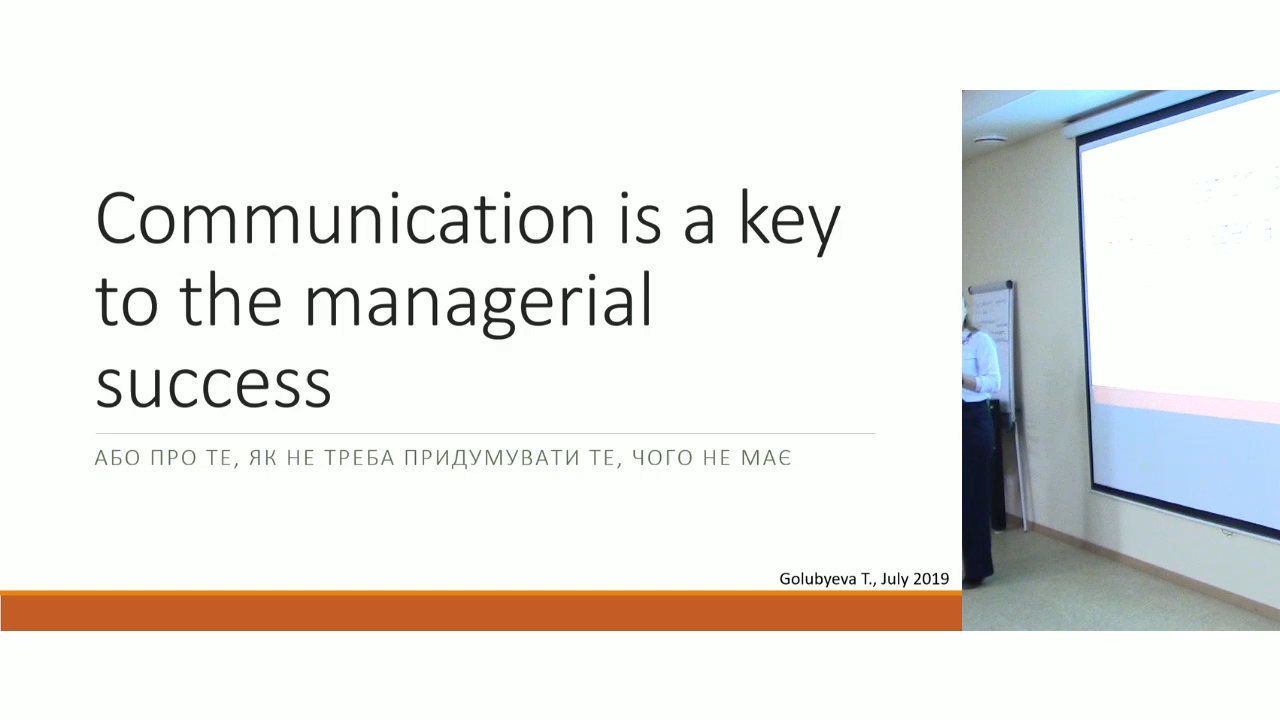 Communication is a key
to the managerial
success
АБО ПРО ТЕ, ЯК НЕ ТРЕБА ПРИДУМУВАТИ ТЕ, ЧОГО НЕ МАЄ
Golubyeva T., July 2019